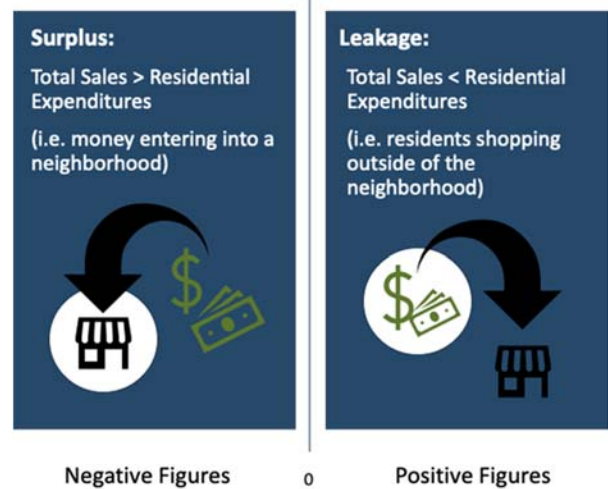 Surplus:
Total Sales > Residential
Expenditures
(i.e. money entering into a
neighborhood)
Leakage:
Total Sales < Residential
Expenditures
(i.e. residents shopping
outside of the
neighborhood)
$
$
Negative Figures
0
Positive Figures